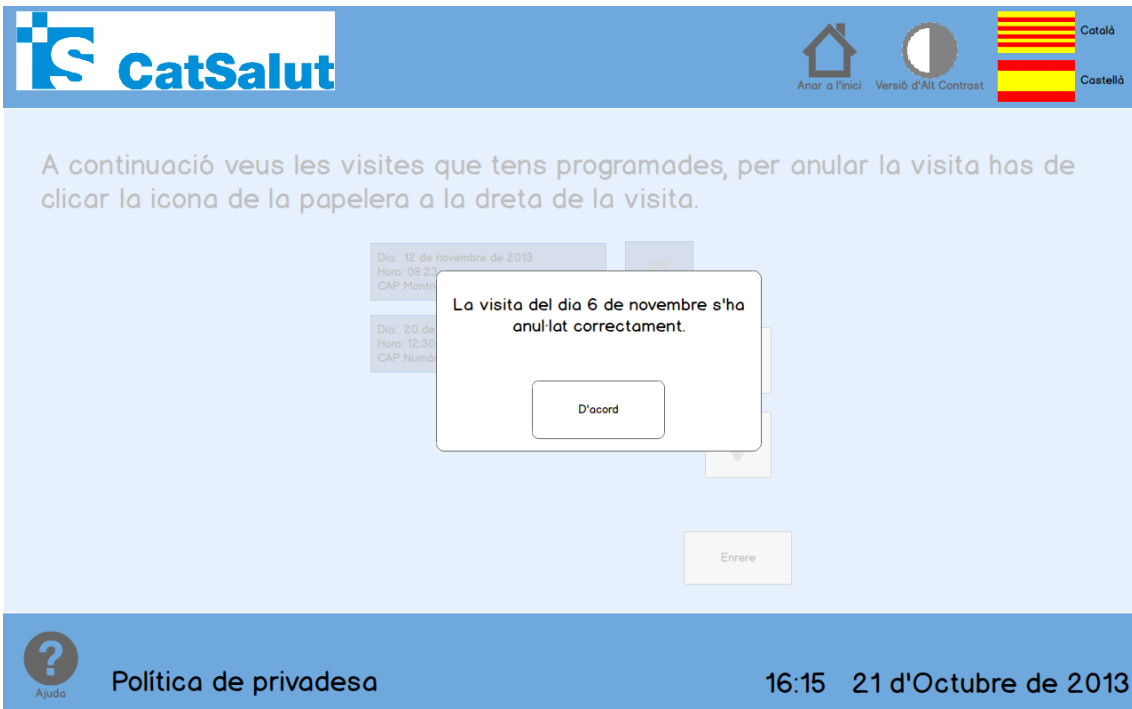 CatSalut
Anar a l'inici
Versió d'Alt Contrast
Català
Castellà
A continuació veus les visites que tens programades, per anular la visita has de
clicar la icona de la papelera a la dreta de la visita.
Dia: 12 de novembre de 2013
Hora: 08:23
CAP
Dia: 20 de
Hora: 12:30
CAP
La visita del dia 6 de novembre s'ha
anul·lat correctament.
D'acord
Enrere
Ajuda
Política de privadesa
16:15 21 d'Octubre de 2013